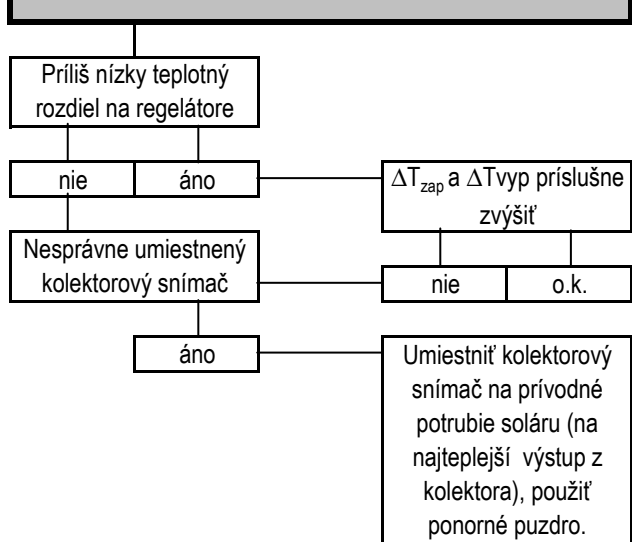 Príliš nízky teplotný
rozdiel na regelátore
nie
áno
ΔTzap a ΔTvyp príslušne
zvýšiť
Nesprávne umiestnený
kolektorový snímač
nie
o.k.
áno
Umiestniť kolektorový
snímač na prívodné
potrubie soláru (na
najteplejší výstup z
kolektora), použiť
ponorné puzdro.